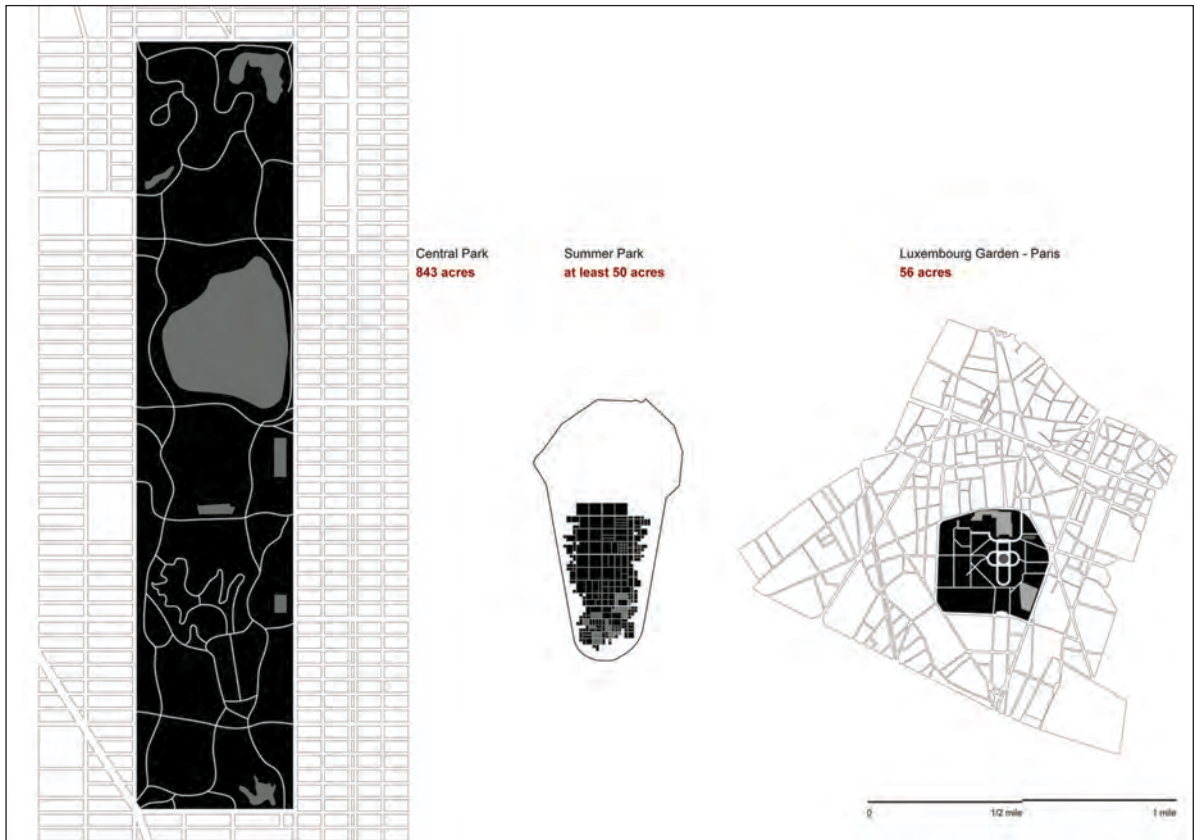 Central Park
843 acres
Summer Park
at least 50 acres
Luxembourg Garden - Paris
56 acres
0
1/2 mile
1 mile